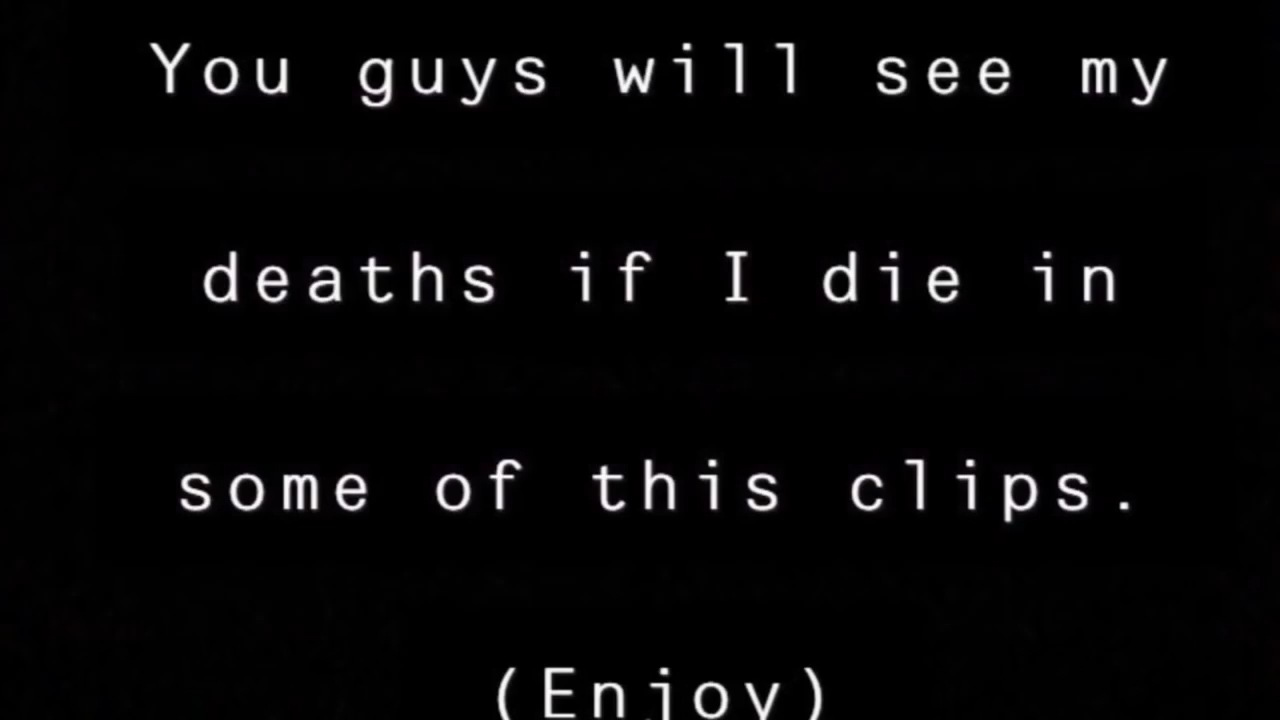 You guys will see my
deaths if I die in
some of this clips.
(Enjoy)